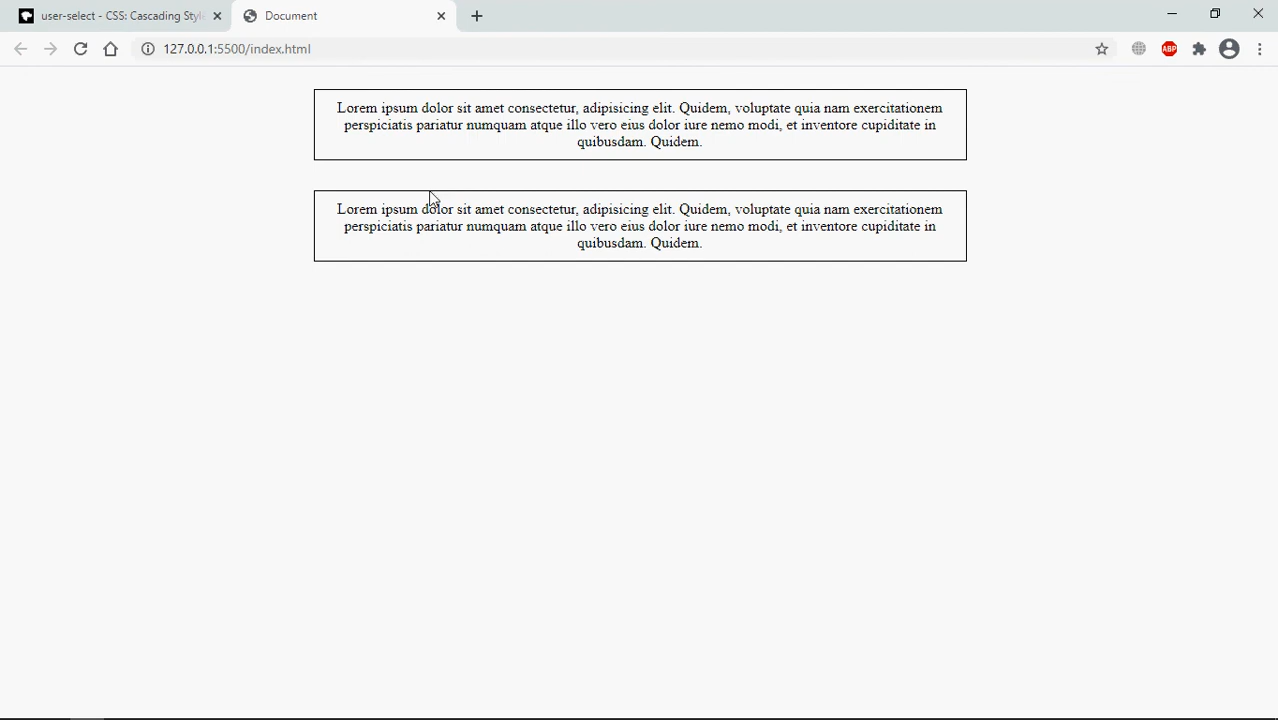 user-select - CSS: Cascading Style
Document
127.0.0.1:5500/index.html
ABP
Lorem ipsum dolor sit amet consectetur, adipisicing elit. Quidem, voluptate quia nam exercitationem
perspiciatis pariatur numquam atque illo vero eius dolor iure nemo modi, et inventore cupiditate in
quibusdam. Quidem.
Lorem ipsum dolor sit amet consectetur, adipisicing elit. Quidem, voluptate quia nam exercitationem
perspiciatis pariatur numquam atque illo vero eius dolor iure nemo modi, et inventore cupiditate in
quibusdam. Quidem.